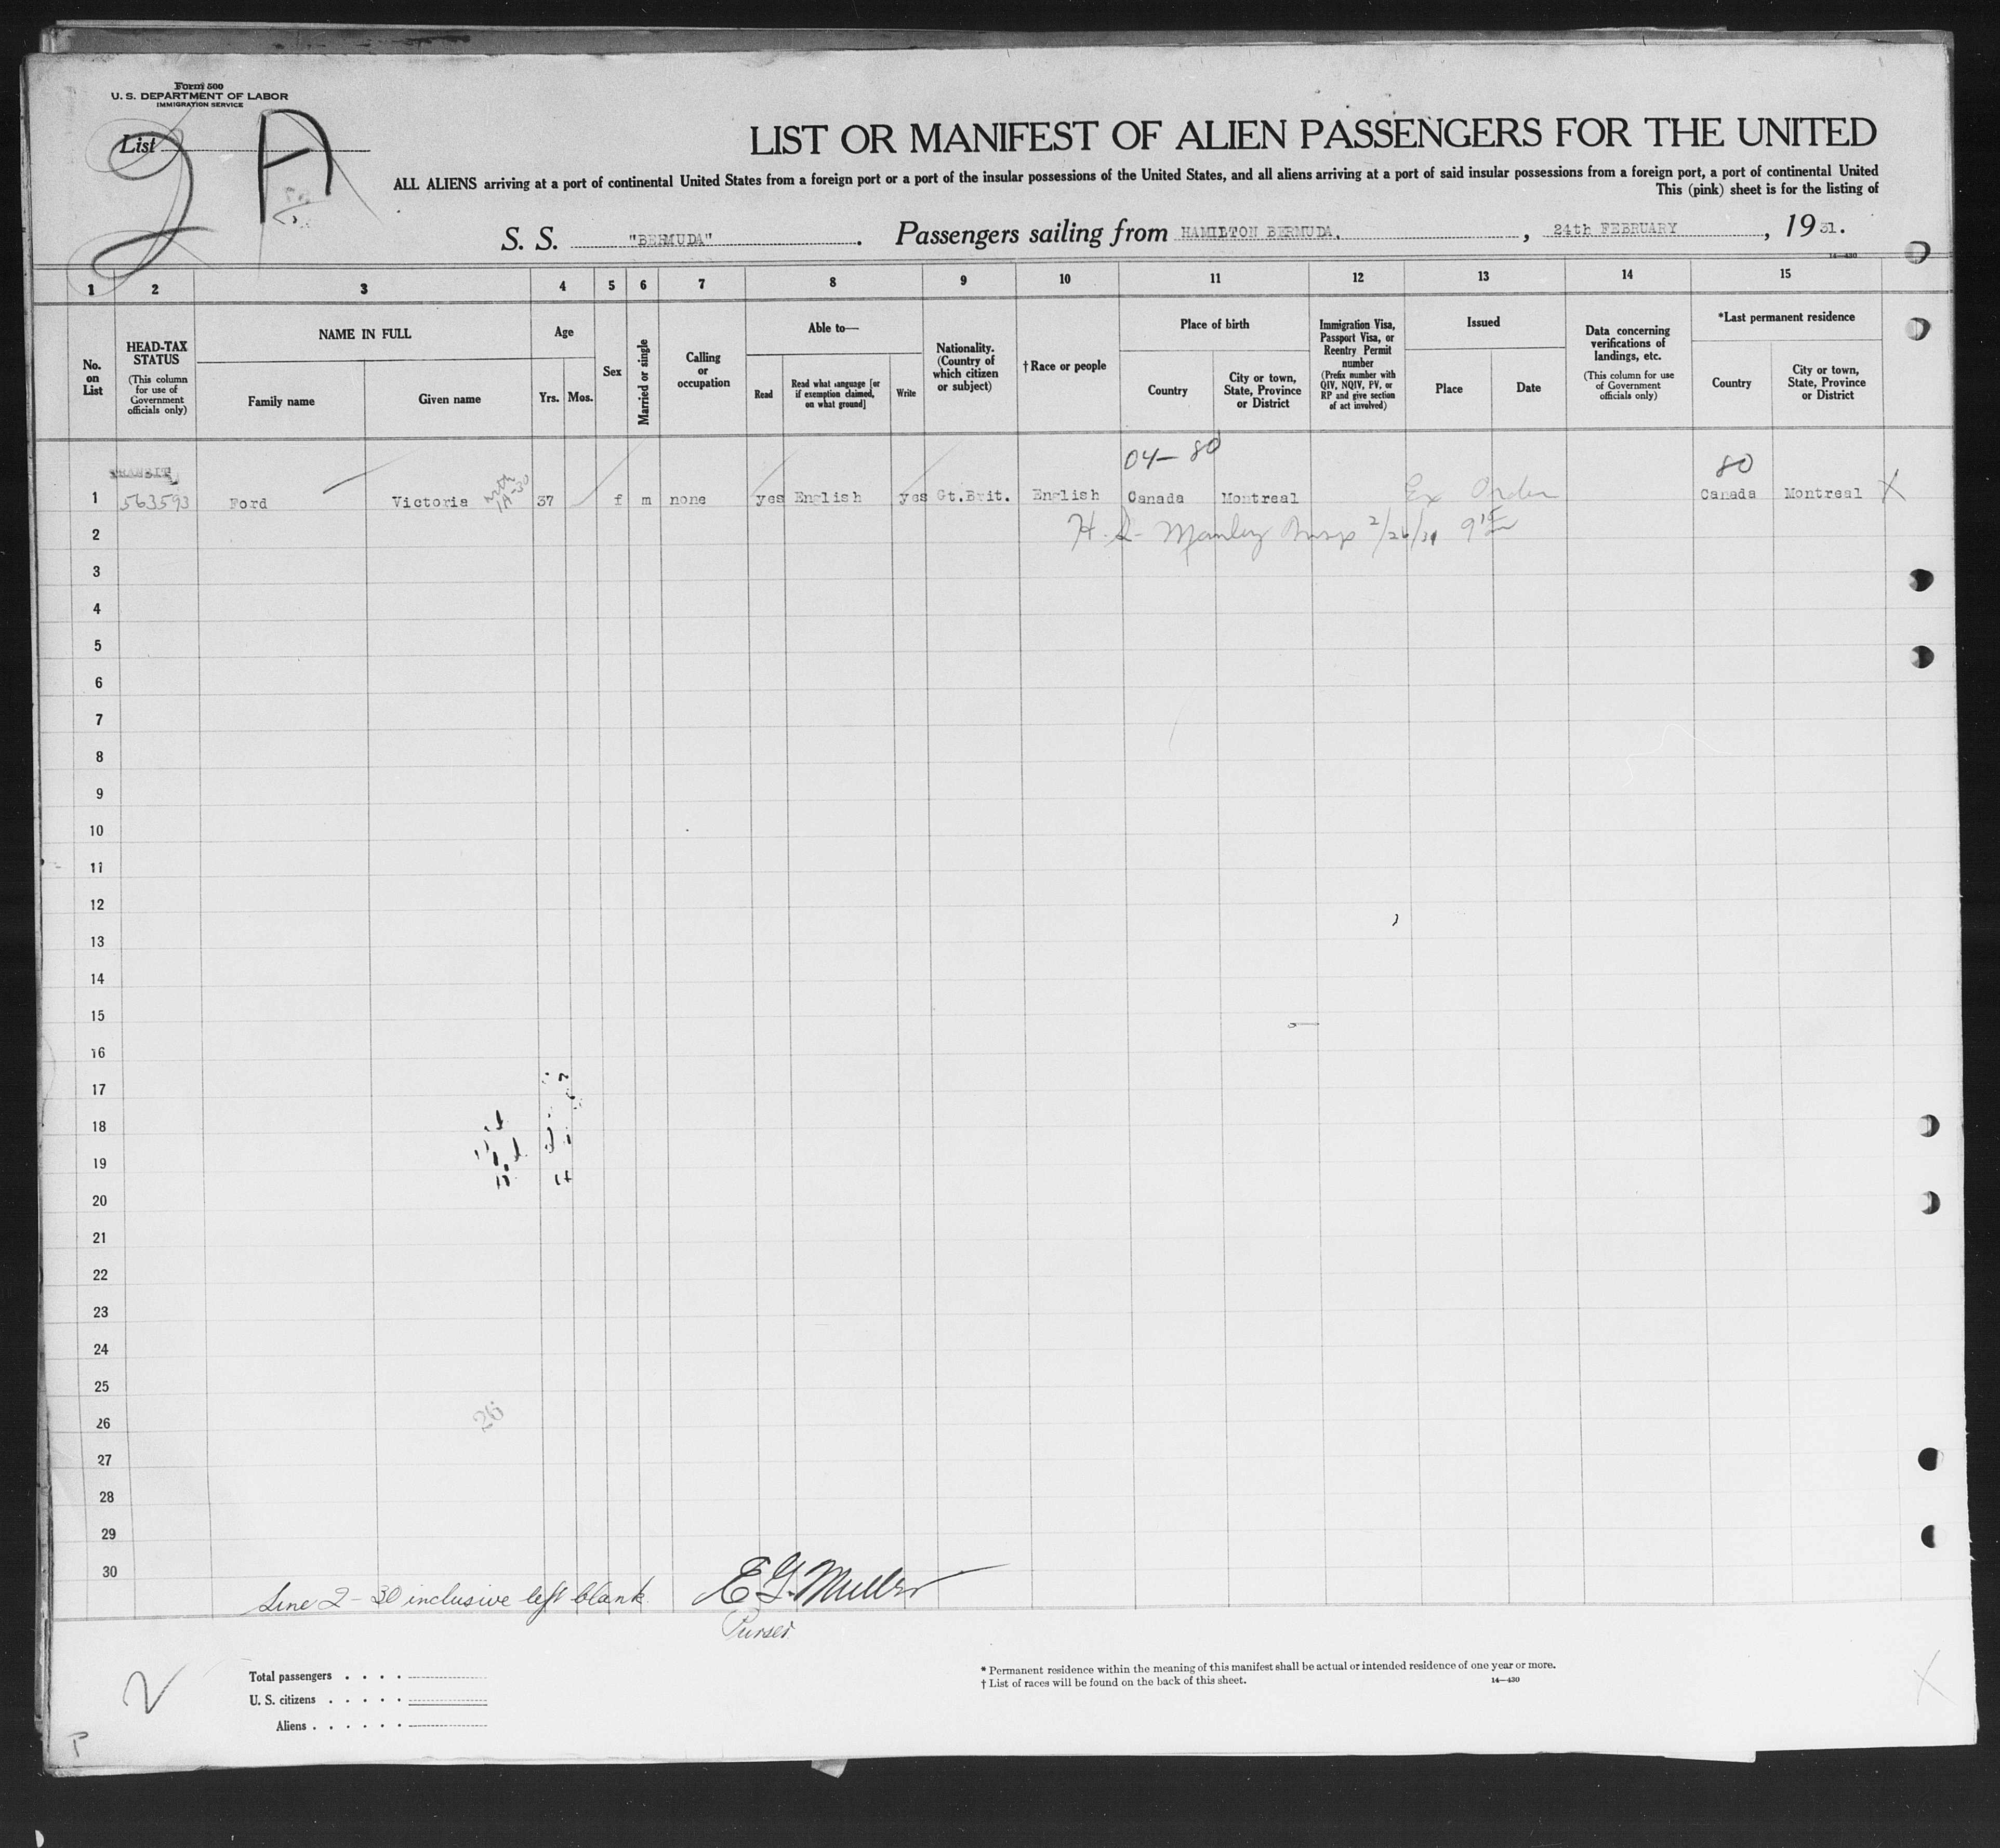 Form 500
U. S. DEPARTMENT OF LABOR
IMMIGRATION SERVICE
List 2 A
LIST OR MANIFEST OF ALIEN PASSENGERS FOR THE UNITED
ALL ALIENS arriving at a port of continental United States from a foreign port or a port of the insular possessions of the United States, and all aliens arriving at a port of said insular possessions from a foreign port, a port of continental United
This (pink) sheet is for the listing of
S. S. "BERMUDA". Passengers sailing from HAMILTON BERMUDA, , 24th FEBRUARY , 1931.
14—430
1 2 3 4 5 6 7 8 9 10 11 12 13 14 15
No. on List
HEAD-TAX STATUS (This column for use of Government officials only)
NAME IN FULL
Family name
Given name
Age
Yrs. Mos.
Sex
Married or single
Calling or occupation
Able to—
Read
Read what language [or if exemption claimed, on what ground]
Write
Nationality. (Country of which citizen or subject)
†Race or people
Place of birth
Country
City or town, State, Province or District
Immigration Visa, Passport Visa, or Reentry Permit number (Prefix number with QIV, NQIV, PV, or RP and give section of act involved)
Issued
Place
Date
Data concerning verifications of landings, etc. (This column for use of Government officials only)
*Last permanent residence
Country
City or town, State, Province or District
04— 80
80
TRANSIT
1 563593 Ford Victoria 37 f m none yes English yes Gt.Brit. English Canada Montreal Ex Order Canada Montreal X
2 H. S. Manley Insp 2/26/31 9 15
3
4
5
6
7
8
9
10
11
12
13
14
15
16
17
18
19
20
21
22
23
24
25
26
26
27
28
29
30
Line 2 - 30 inclusive left blank. E G. Muller
Purser
Total passengers . . . .
U. S. citizens . . . . .
Aliens . . . . . .
* Permanent residence within the meaning of this manifest shall be actual or intended residence of one year or more.
† List of races will be found on the back of this sheet.
14—430
P
X